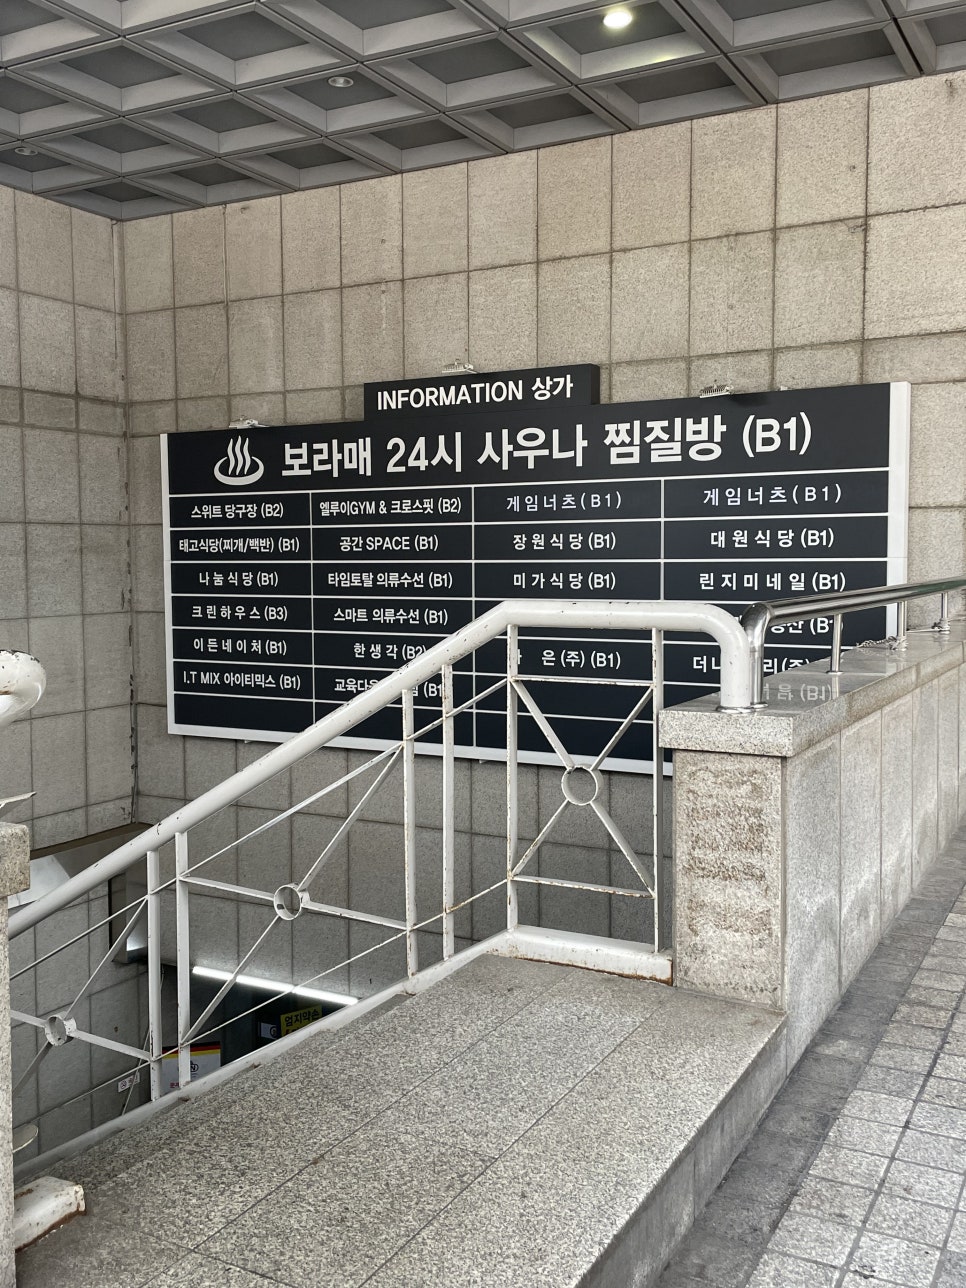 INFORMATION 상가
보라매 24시 사우나 찜질방 (B1)
스위트 당구장 (B2)
엘루이GYM & 크로스핏 (B2)
게임너츠(B1)
게임너츠(B1)
태고식당(찌개/백반) (B1)
공간 SPACE (B1)
장원식당 (B1)
대원식당 (B1)
나눔식당 (B1)
타임토탈 의류수선 (B1)
미가식당 (B1)
린지미네일 (B1)
크린하우스 (B3)
스마트 의류수선 (B1)
이든네이처 (B1)
한생각 (B2)
은(주) (B1)
I.T MIX 아이티믹스 (B1)
(B1)
엄지약손